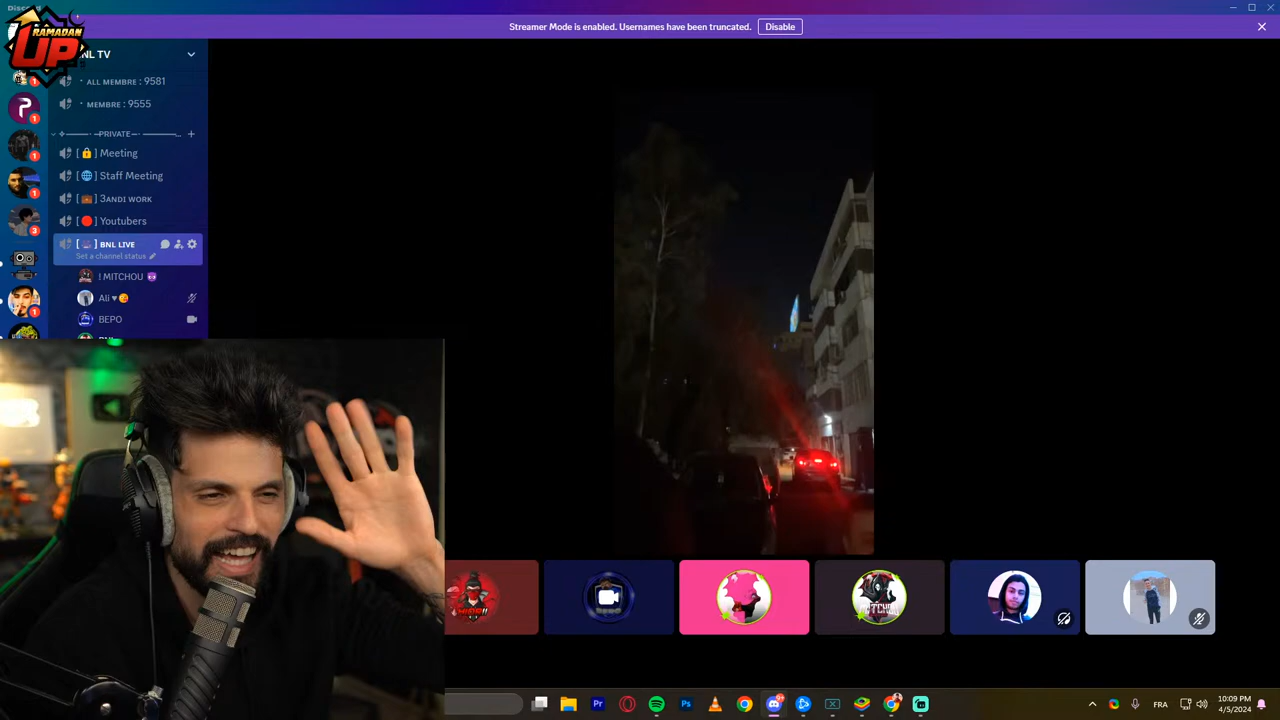 Discord
Streamer Mode is enabled. Usernames have been truncated.
Disable
RAMADAN
UP
NL TV
ALL MEMBRE : 9581
MEMBRE : 9555
PRIVATE
[ ] Meeting
[ ] Staff Meeting
[ ] 3ANDI WORK
[ ] Youtubers
[ ] BNL LIVE
Set a channel status
! MITCHOU
Ali
BEPO
FRA
10:09 PM
4/5/2024